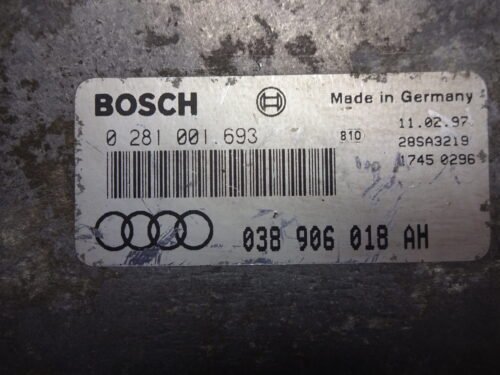 BOSCH
Made in Germany
0 281 001 693
810
11.02.97
28SA3219
1745 0296
038 906 018 AH